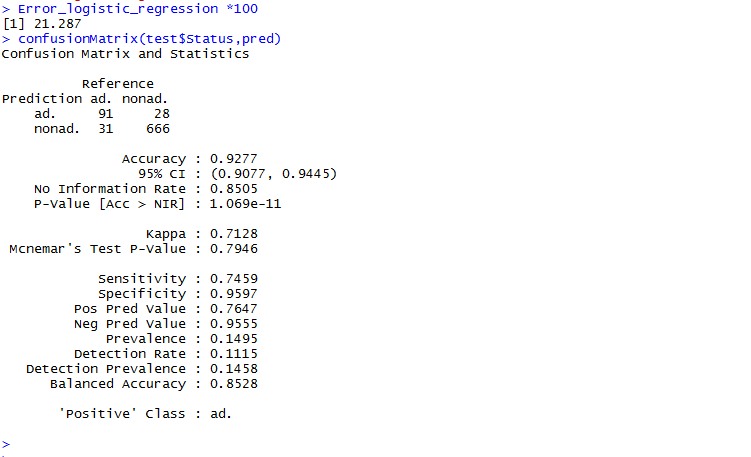 > Error_logistic_regression *100
[1] 21.287
> confusionMatrix(test$Status,pred)
Confusion Matrix and Statistics
Reference
Prediction ad. nonad.
ad. 91 28
nonad. 31 666
Accuracy : 0.9277
95% CI : (0.9077, 0.9445)
No Information Rate : 0.8505
P-Value [Acc > NIR] : 1.069e-11
Kappa : 0.7128
Mcnemar's Test P-Value : 0.7946
Sensitivity : 0.7459
Specificity : 0.9597
Pos Pred Value : 0.7647
Neg Pred Value : 0.9555
Prevalence : 0.1495
Detection Rate : 0.1115
Detection Prevalence : 0.1458
Balanced Accuracy : 0.8528
'Positive' Class : ad.
>